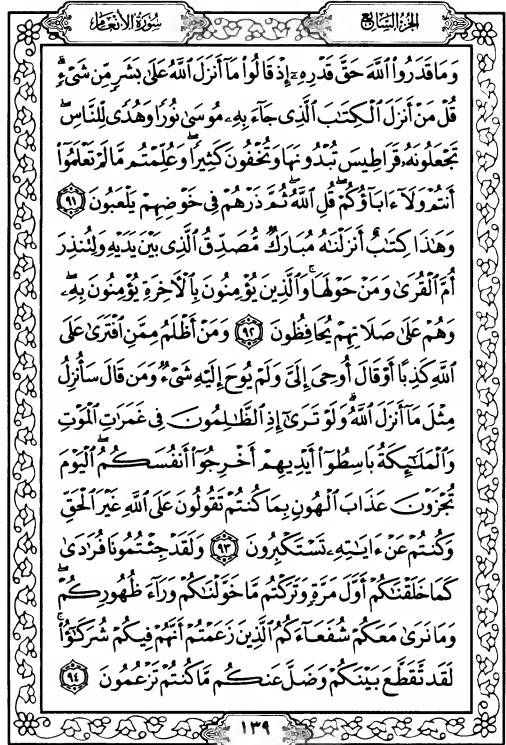 الجزء السابع
سورة الأنعام
وَمَا قَدَرُوا۟ ٱللَّهَ حَقَّ قَدْرِهِۦٓ إِذْ قَالُوا۟ مَآ أَنزَلَ ٱللَّهُ عَلَىٰ بَشَرٍۢ مِّن شَىْءٍۢ ۗ
قُلْ مَنْ أَنزَلَ ٱلْكِتَـٰبَ ٱلَّذِى جَآءَ بِهِۦ مُوسَىٰ نُورًۭا وَهُدًۭى لِّلنَّاسِ ۖ
تَجْعَلُونَهُۥ قَرَاطِيسَ تُبْدُونَهَا وَتُخْفُونَ كَثِيرًۭا ۖ وَعُلِّمْتُم مَّا لَمْ تَعْلَمُوٓا۟
أَنتُمْ وَلَآ ءَابَآؤُكُمْ ۖ قُلِ ٱللَّهُ ۖ ثُمَّ ذَرْهُمْ فِى خَوْضِهِمْ يَلْعَبُونَ ٩١
وَهَـٰذَا كِتَـٰبٌ أَنزَلْنَـٰهُ مُبَارَكٌۭ مُّصَدِّقُ ٱلَّذِى بَيْنَ يَدَيْهِ وَلِتُنذِرَ
أُمَّ ٱلْقُرَىٰ وَمَنْ حَوْلَهَا ۚ وَٱلَّذِينَ يُؤْمِنُونَ بِٱلْـَٔاخِرَةِ يُؤْمِنُونَ بِهِۦ ۖ
وَهُمْ عَلَىٰ صَلَاتِهِمْ يُحَافِظُونَ ٩٢ وَمَنْ أَظْلَمُ مِمَّنِ ٱفْتَرَىٰ عَلَى
ٱللَّهِ كَذِبًا أَوْ قَالَ أُوحِىَ إِلَىَّ وَلَمْ يُوحَ إِلَيْهِ شَىْءٌۭ وَمَن قَالَ سَأُنزِلُ
مِثْلَ مَآ أَنزَلَ ٱللَّهُ ۗ وَلَوْ تَرَىٰٓ إِذِ ٱلظَّـٰلِمُونَ فِى غَمَرَٰتِ ٱلْمَوْتِ
وَٱلْمَلَـٰٓئِكَةُ بَاسِطُوٓا۟ أَيْدِيهِمْ أَخْرِجُوٓا۟ أَنفُسَكُمُ ۖ ٱلْيَوْمَ
تُجْزَوْنَ عَذَابَ ٱلْهُونِ بِمَا كُنتُمْ تَقُولُونَ عَلَى ٱللَّهِ غَيْرَ ٱلْحَقِّ
وَكُنتُمْ عَنْ ءَايَـٰتِهِۦ تَسْتَكْبِرُونَ ٩٣ وَلَقَدْ جِئْتُمُونَا فُرَٰدَىٰ
كَمَا خَلَقْنَـٰكُمْ أَوَّلَ مَرَّةٍۢ وَتَرَكْتُم مَّا خَوَّلْنَـٰكُمْ وَرَآءَ ظُهُورِكُمْ ۖ
وَمَا نَرَىٰ مَعَكُمْ شُفَعَآءَكُمُ ٱلَّذِينَ زَعَمْتُمْ أَنَّهُمْ فِيكُمْ شُرَكَـٰٓؤُا۟ ۚ
لَقَد تَّقَطَّعَ بَيْنَكُمْ وَضَلَّ عَنكُم مَّا كُنتُمْ تَزْعُمُونَ ٩٤
١٣٩